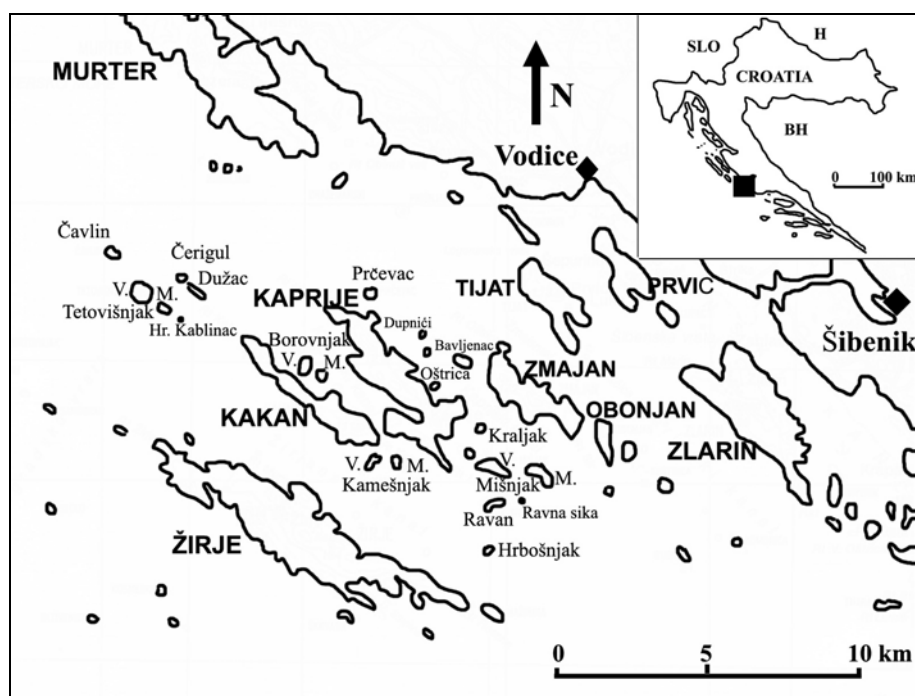 MURTER
N
Vodice
SLO
H
CROATIA
BH
0 100 km
Čavlin
Čerigul
Dužac
V.
M.
Tetovišnjak
Hr. Kablinac
Prčevac
KAPRIJE
TIJAT
PRVIC
Šibenik
Borovnjak
V.
M.
Dupnići
Bavljenac
Oštrica
ZMAJAN
OBONJAN
ZLARIN
KAKAN
Kraljak
V.
M.
Kamešnjak
V.
M.
Mišnjak
Ravan
Ravna sika
Hrbošnjak
ŽIRJE
0 5 10 km